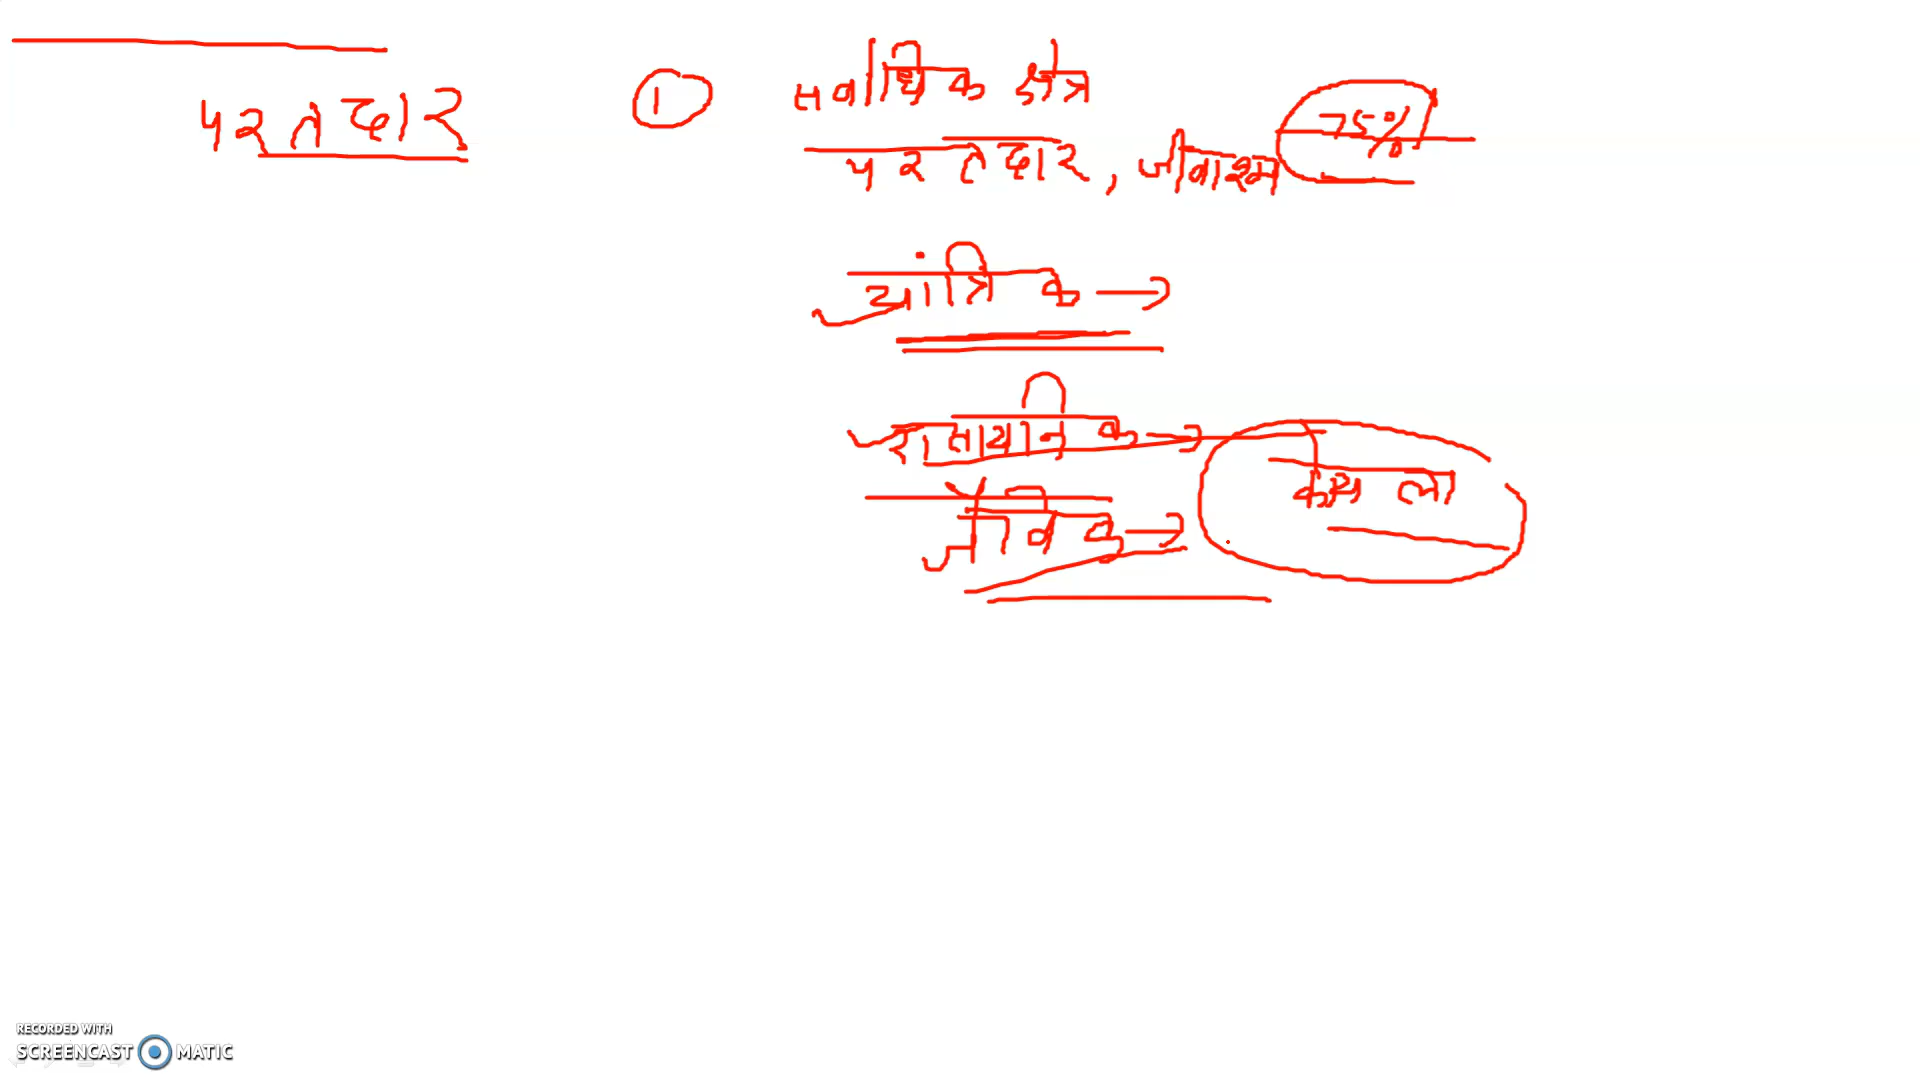 परतदार
① सर्वाधिक क्षेत्र
75%
परतदार, जीवाश्म
यांत्रिक →
रासायनिक →
कोयला
जैविक →
RECORDED WITH
SCREENCAST MATIC